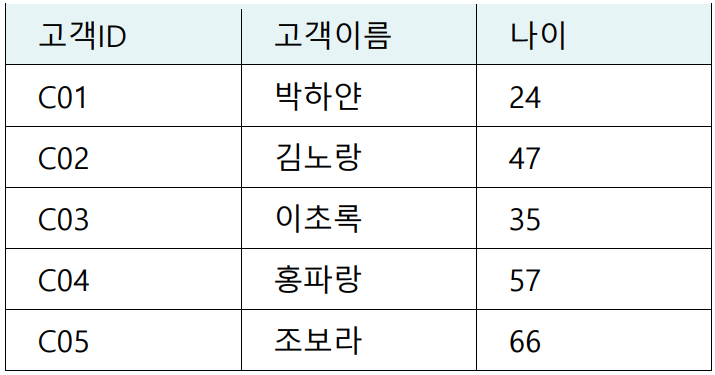 고객ID 고객이름 나이
C01 박하얀 24
C02 김노랑 47
C03 이초록 35
C04 홍파랑 57
C05 조보라 66